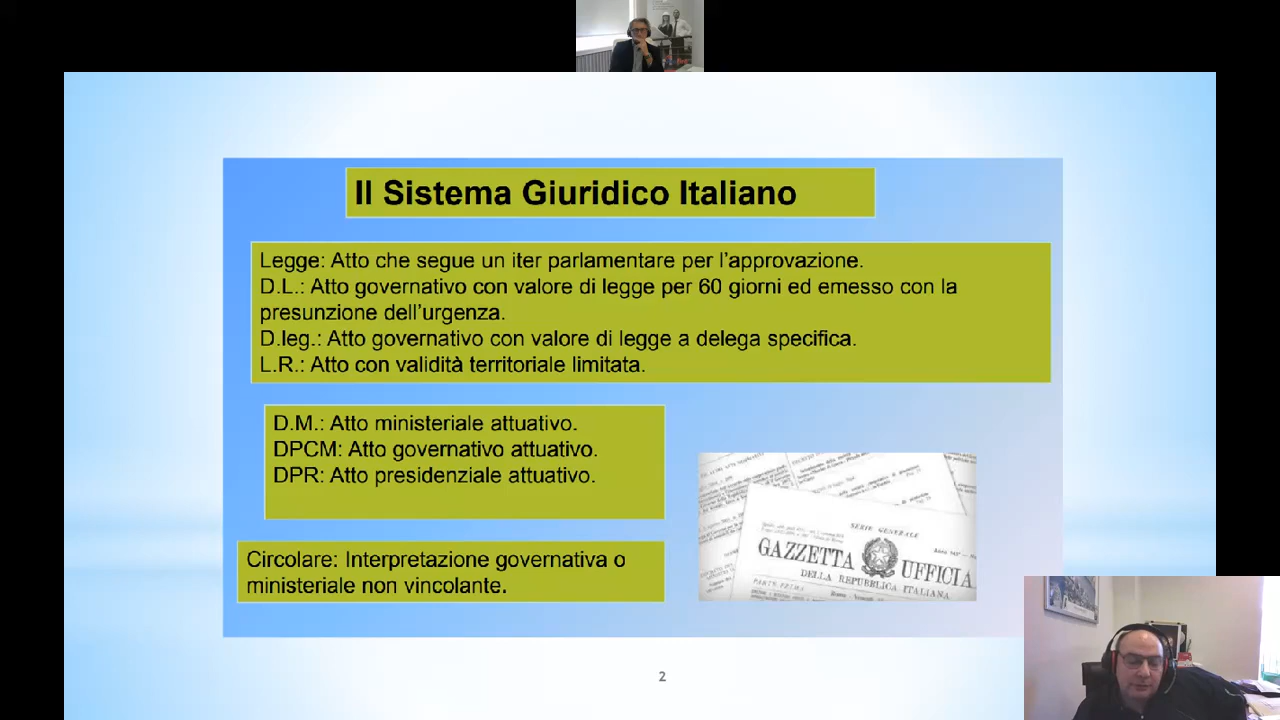 Il Sistema Giuridico Italiano
Legge: Atto che segue un iter parlamentare per l'approvazione.
D.L.: Atto governativo con valore di legge per 60 giorni ed emesso con la
presunzione dell'urgenza.
D.leg.: Atto governativo con valore di legge a delega specifica.
L.R.: Atto con validità territoriale limitata.
D.M.: Atto ministeriale attuativo.
DPCM: Atto governativo attuativo.
DPR: Atto presidenziale attuativo.
Circolare: Interpretazione governativa o
ministeriale non vincolante.
SERIE GENERALE
GAZZETTA UFFICIA
DELLA REPUBBLICA ITALIANA
PARTE PRIMA
2